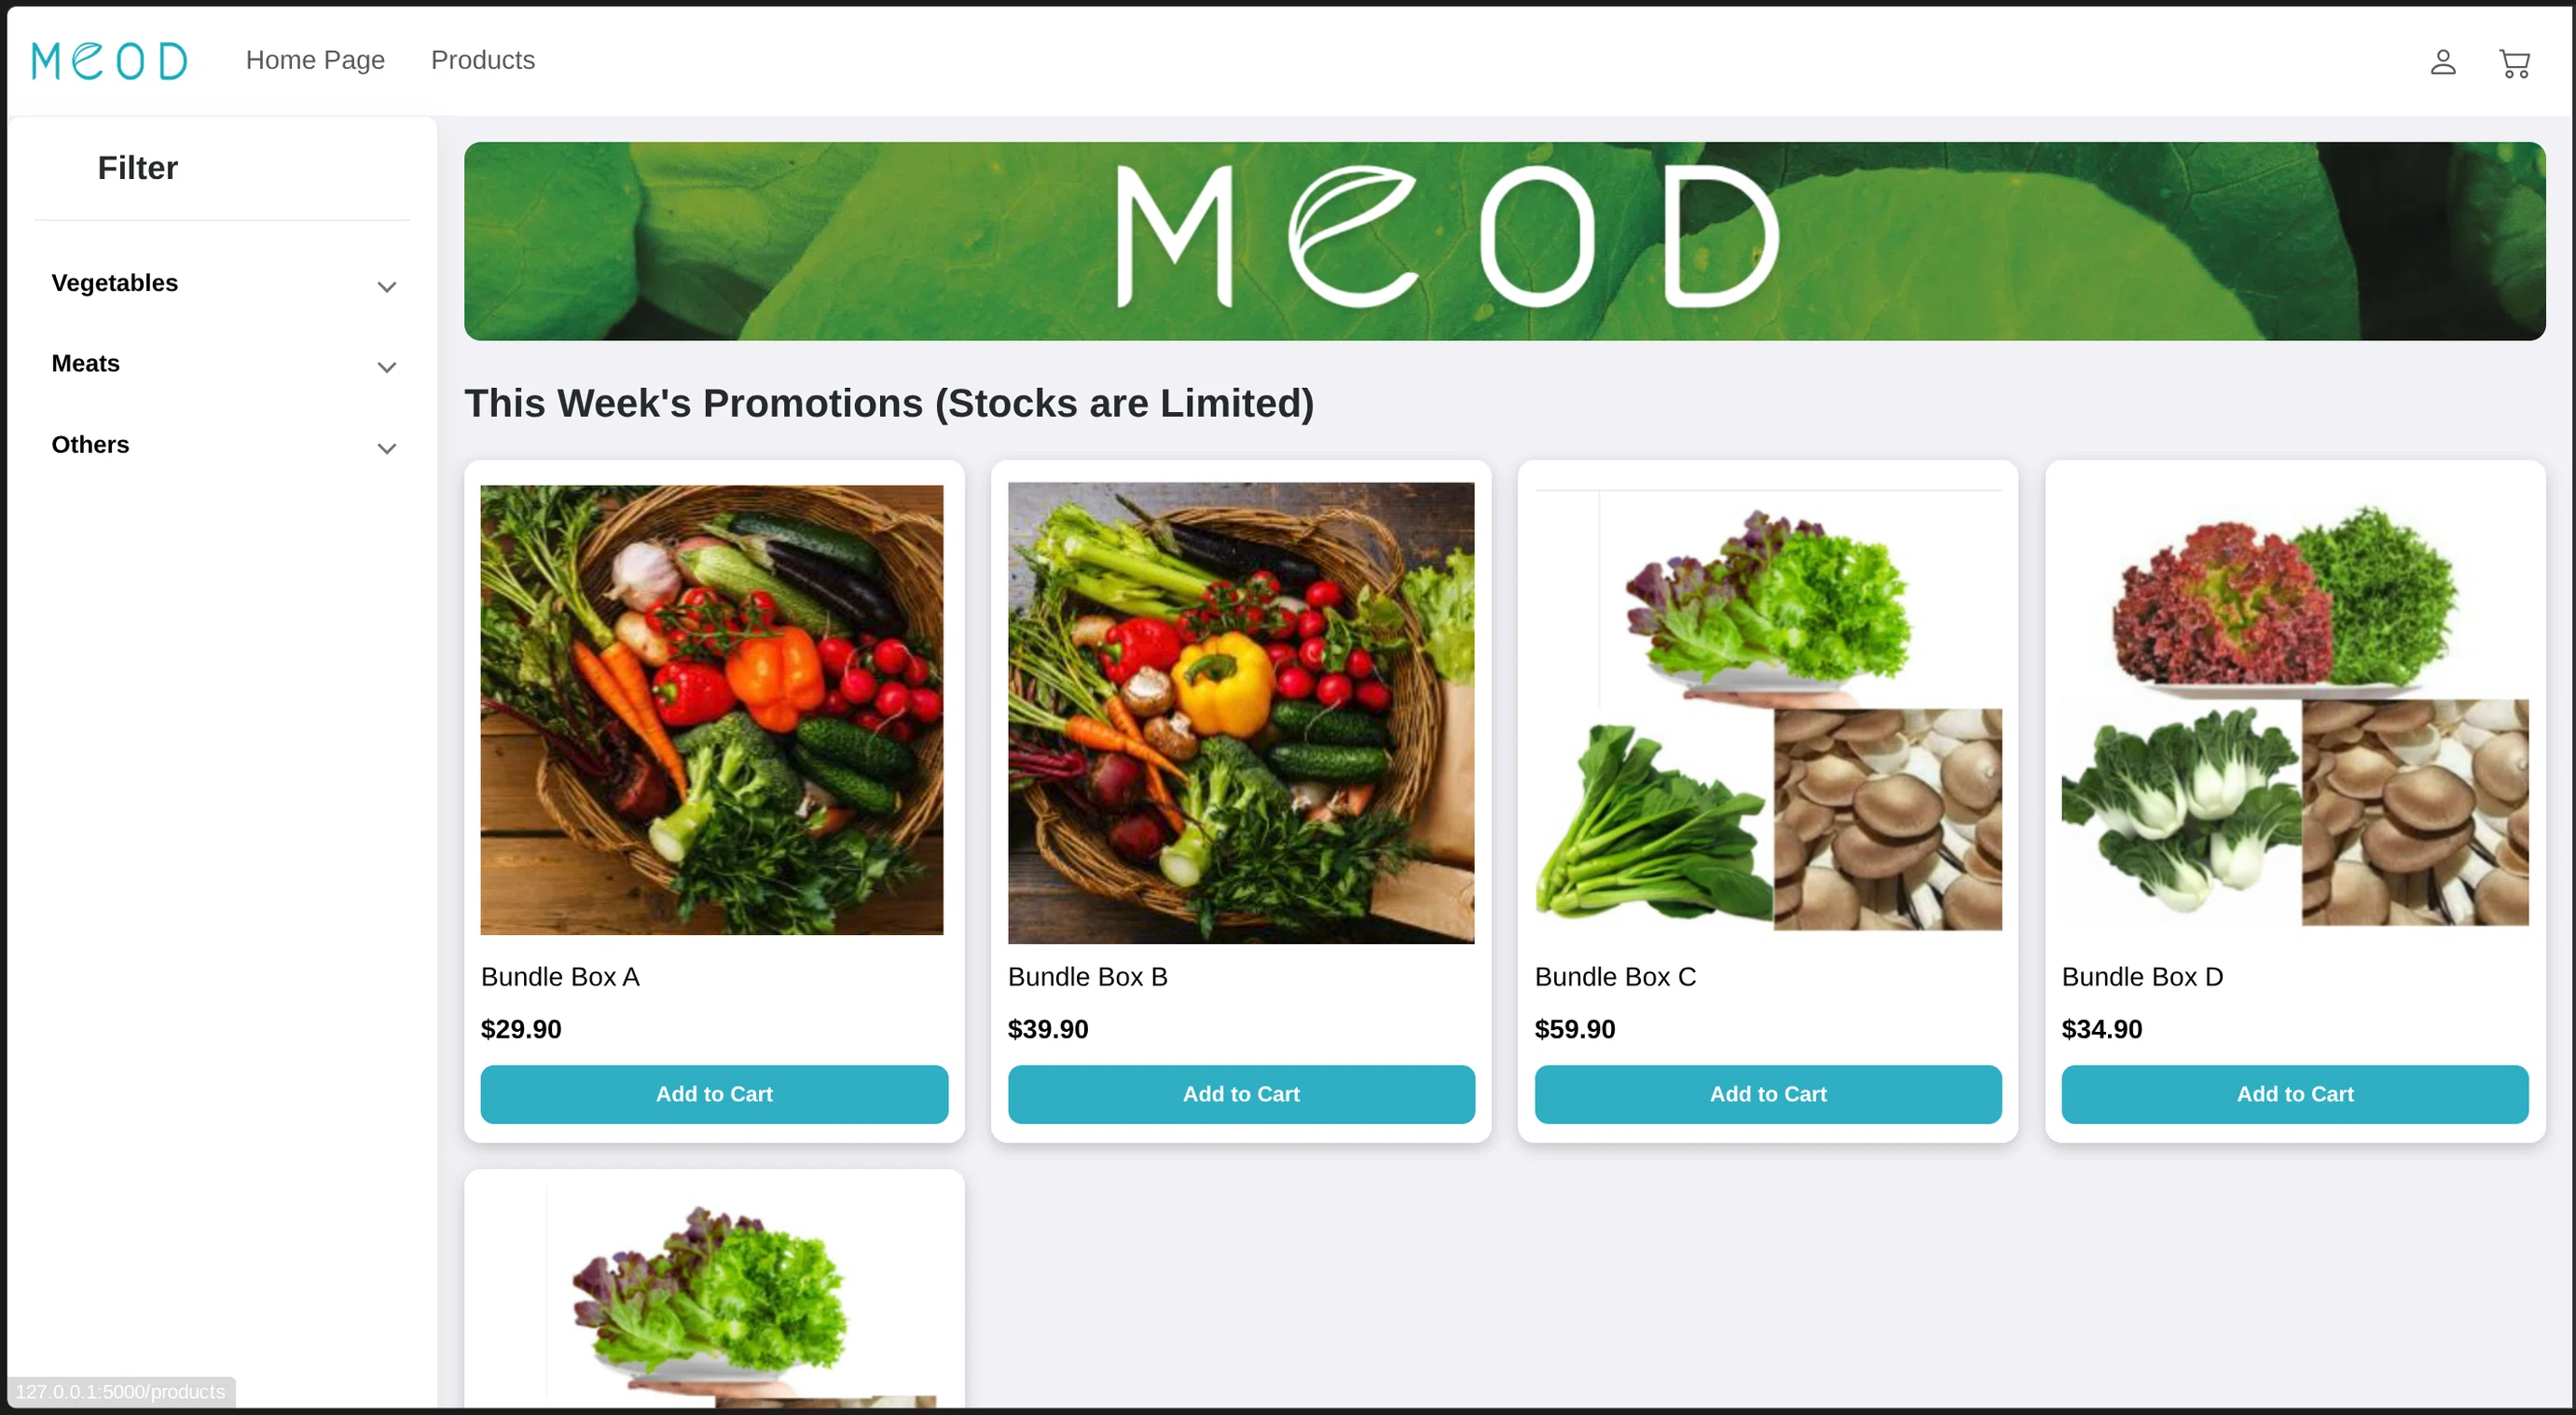 MeOD
Home Page
Products
Filter
Vegetables
Meats
Others
MeOD
This Week's Promotions (Stocks are Limited)
Bundle Box A
$29.90
Add to Cart
Bundle Box B
$39.90
Add to Cart
Bundle Box C
$59.90
Add to Cart
Bundle Box D
$34.90
Add to Cart
127.0.0.1:5000/products